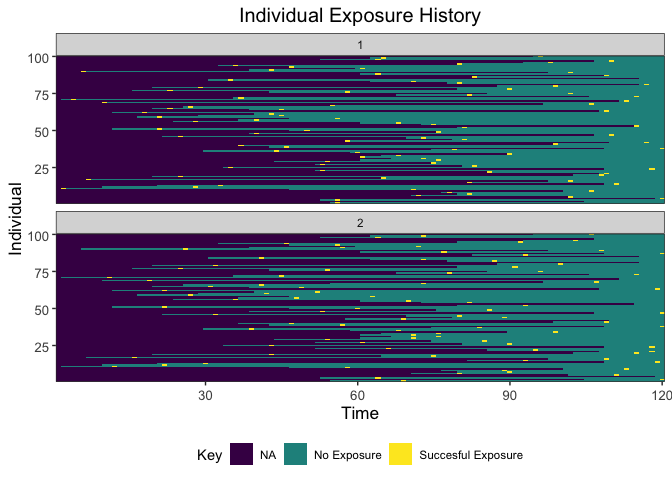 Individual Exposure History
1
100
75
50
25
2
100
75
50
25
Individual
30 60 90 120
Time
Key NA No Exposure Succesful Exposure